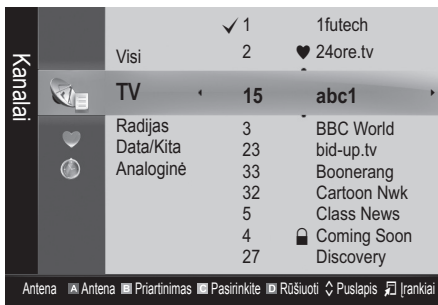 Kanalai
1 1futech
Visi 2 24ore.tv
TV 15 abc1
Radijas 3 BBC World
Data/Kita 23 bid-up.tv
Analoginė 33 Boonerang
32 Cartoon Nwk
5 Class News
4 Coming Soon
27 Discovery
Antena A Antena B Priartinimas C Pasirinkite D Rūšiuoti Puslapis Įrankiai